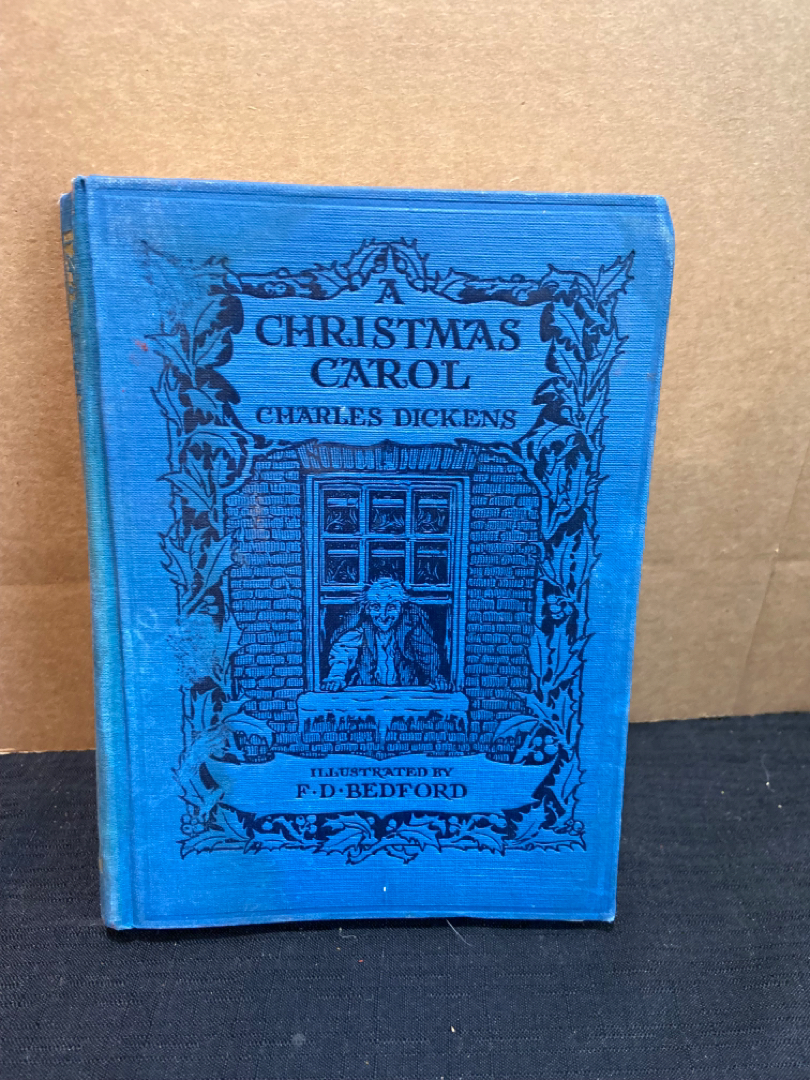 A
CHRISTMAS
CAROL
CHARLES DICKENS
ILLUSTRATED BY
F·D·BEDFORD